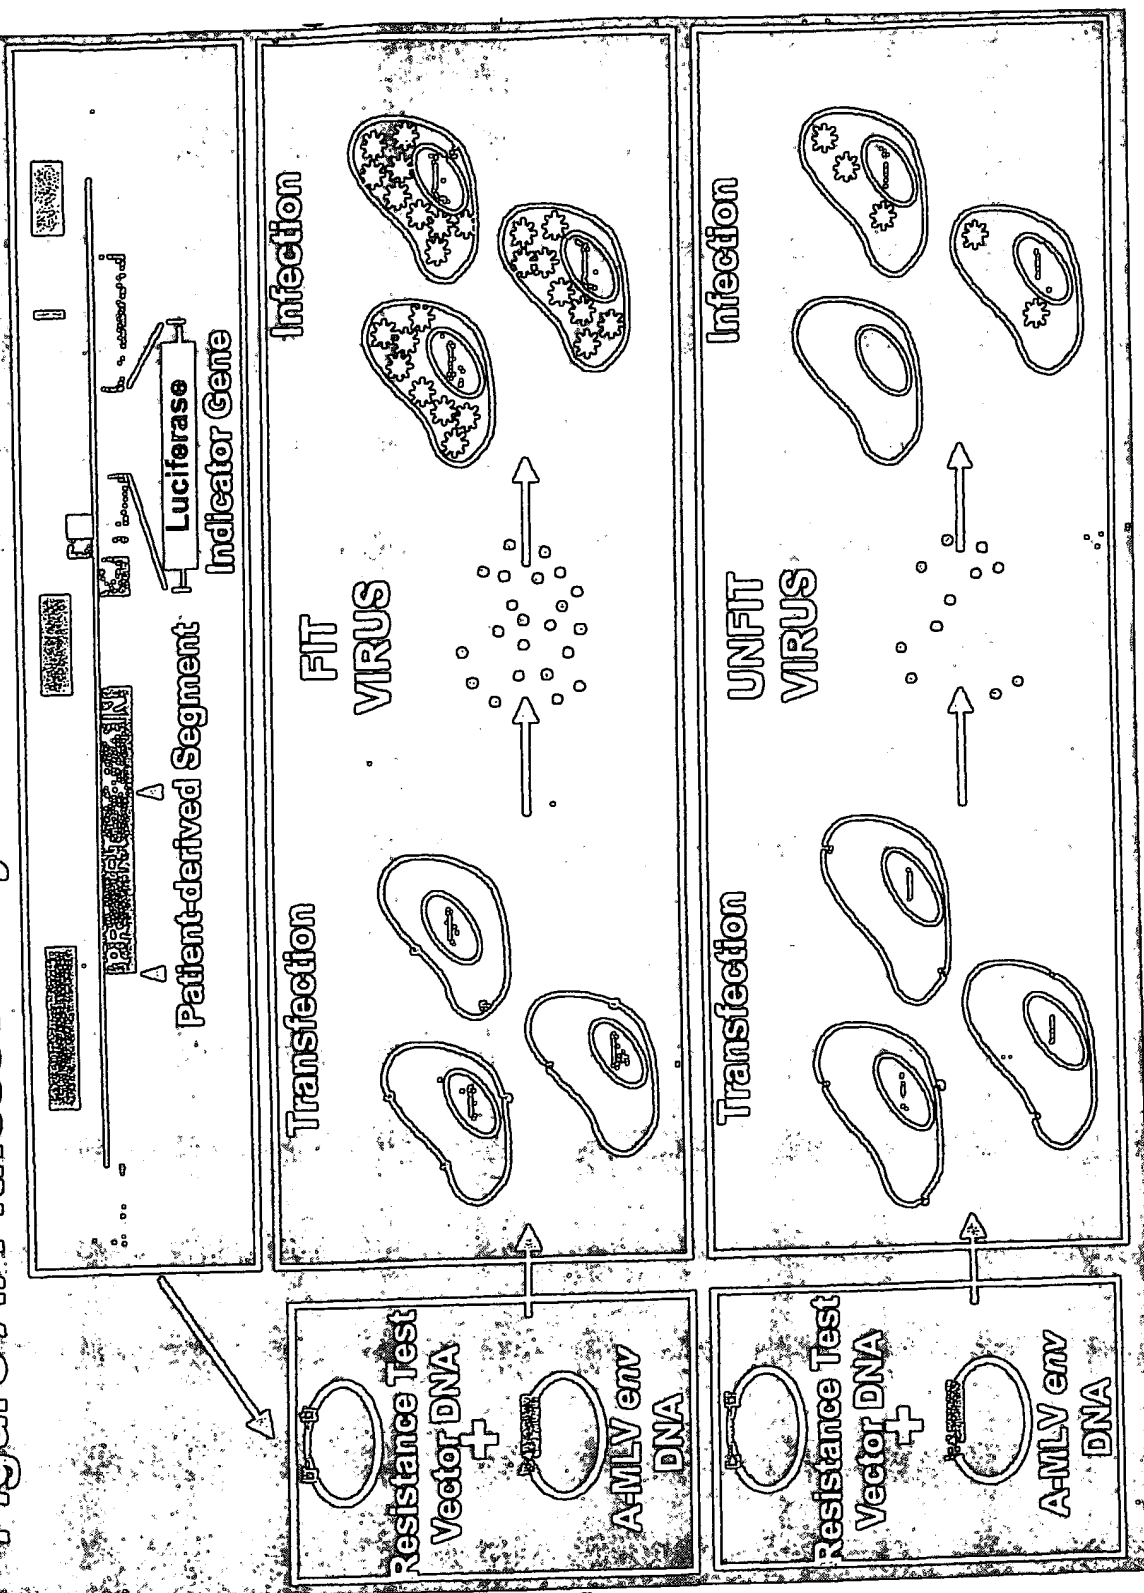 Patient-derived Segment
Luciferase
Indicator Gene
Resistance Test
Vector DNA
+
A-MLV env
DNA
Transfection
FIT
VIRUS
Infection
Resistance Test
Vector DNA
+
A-MLV env
DNA
Transfection
UNFIT
VIRUS
Infection